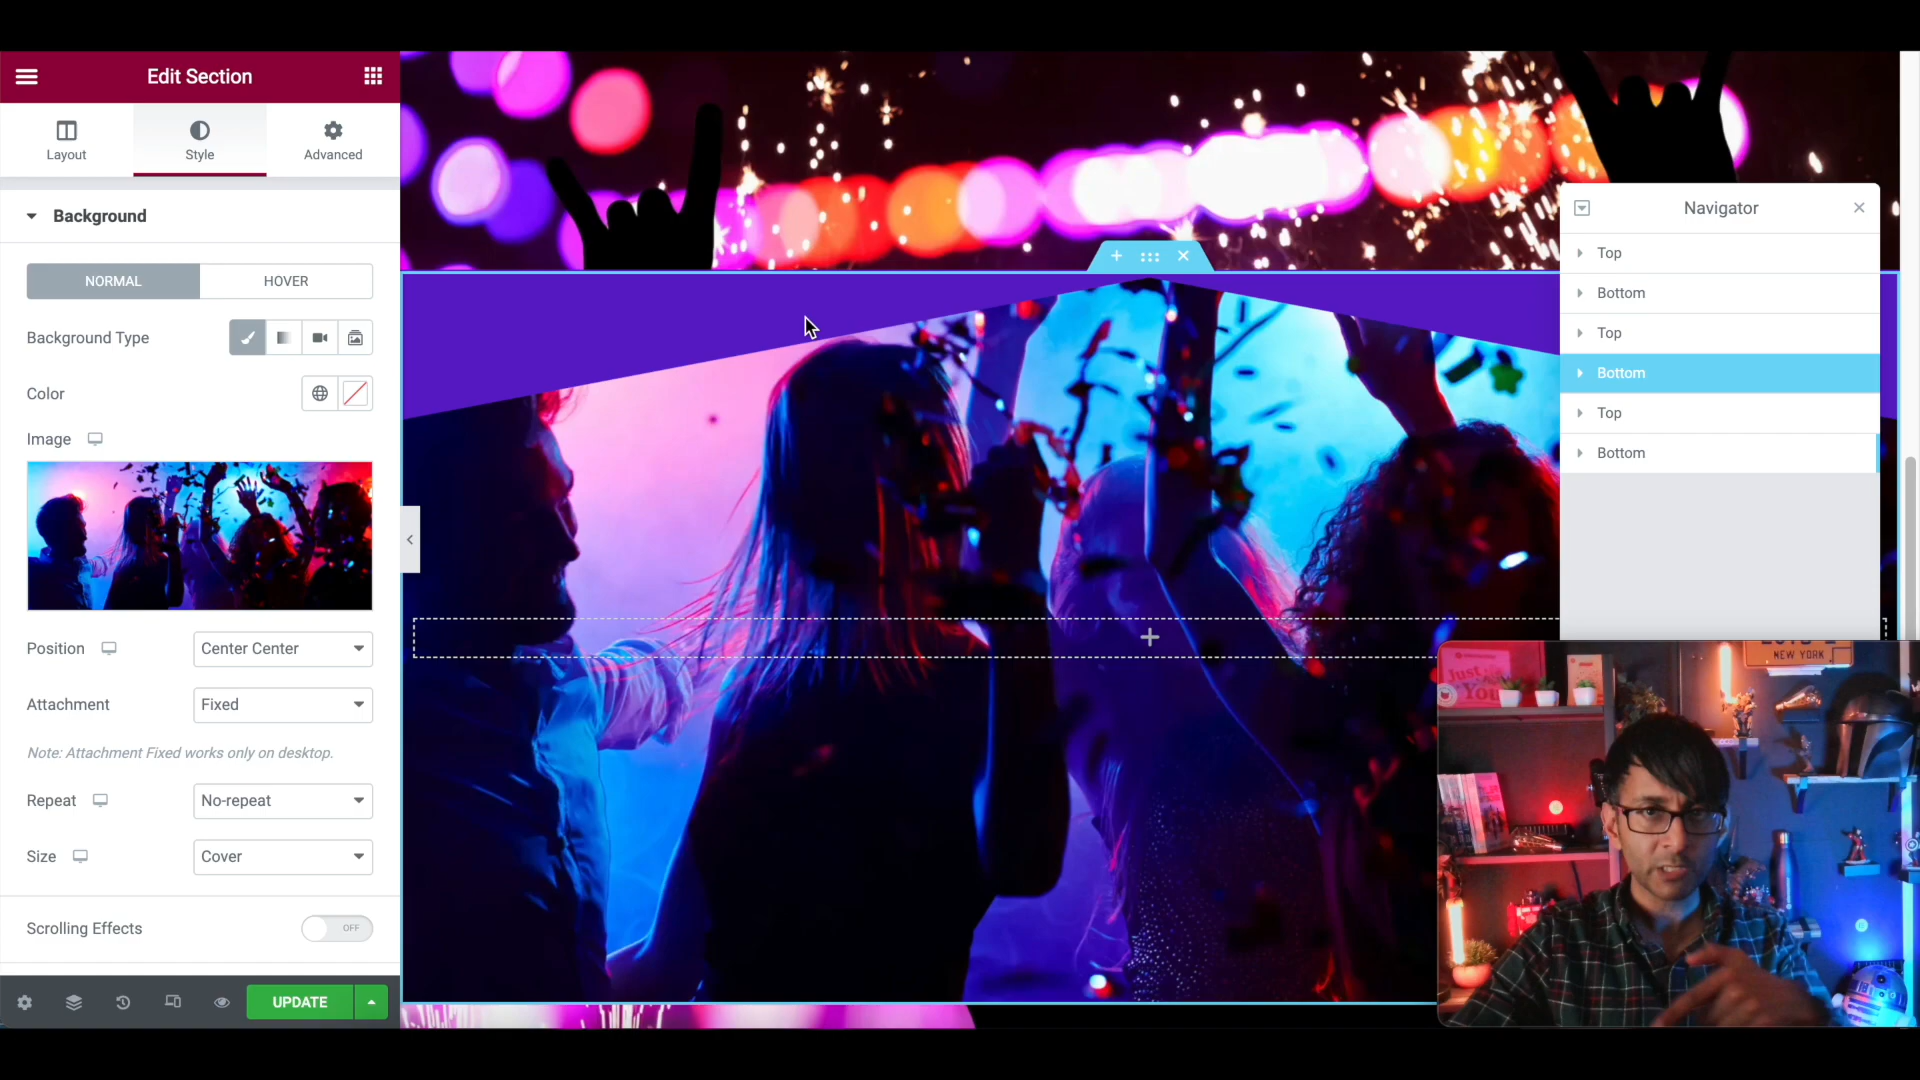 Edit Section
Layout
Style
Advanced
Background
NORMAL
HOVER
Background Type
Color
Image
Position
Center Center
Attachment
Fixed
Note: Attachment Fixed works only on desktop.
Repeat
No-repeat
Size
Cover
Scrolling Effects
OFF
UPDATE
Navigator
Top
Bottom
Top
Bottom
Top
Bottom
NEW YORK
Just
You